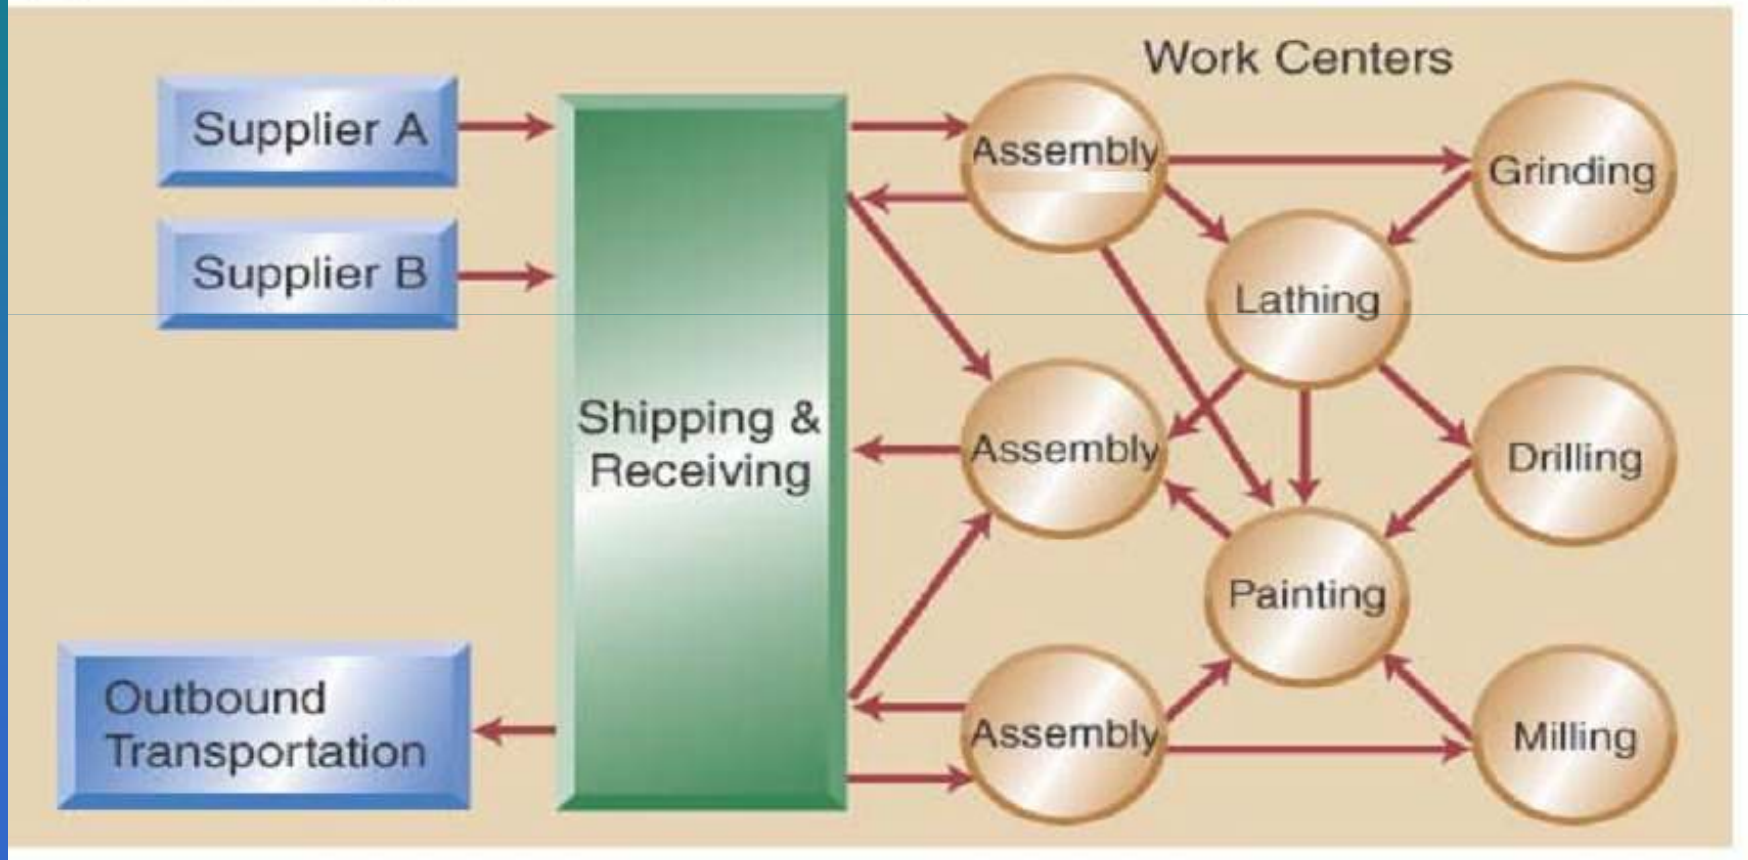 Work Centers
Supplier A
Assembly
Grinding
Supplier B
Lathing
Shipping &
Receiving
Assembly
Drilling
Painting
Outbound
Transportation
Assembly
Milling